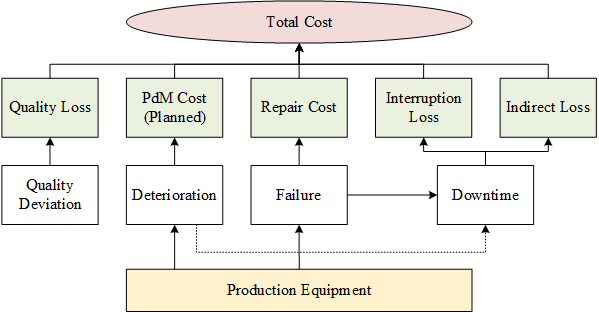 Total Cost
Quality Loss
PdM Cost
(Planned)
Repair Cost
Interruption
Loss
Indirect Loss
Quality
Deviation
Deterioration
Failure
Downtime
Production Equipment